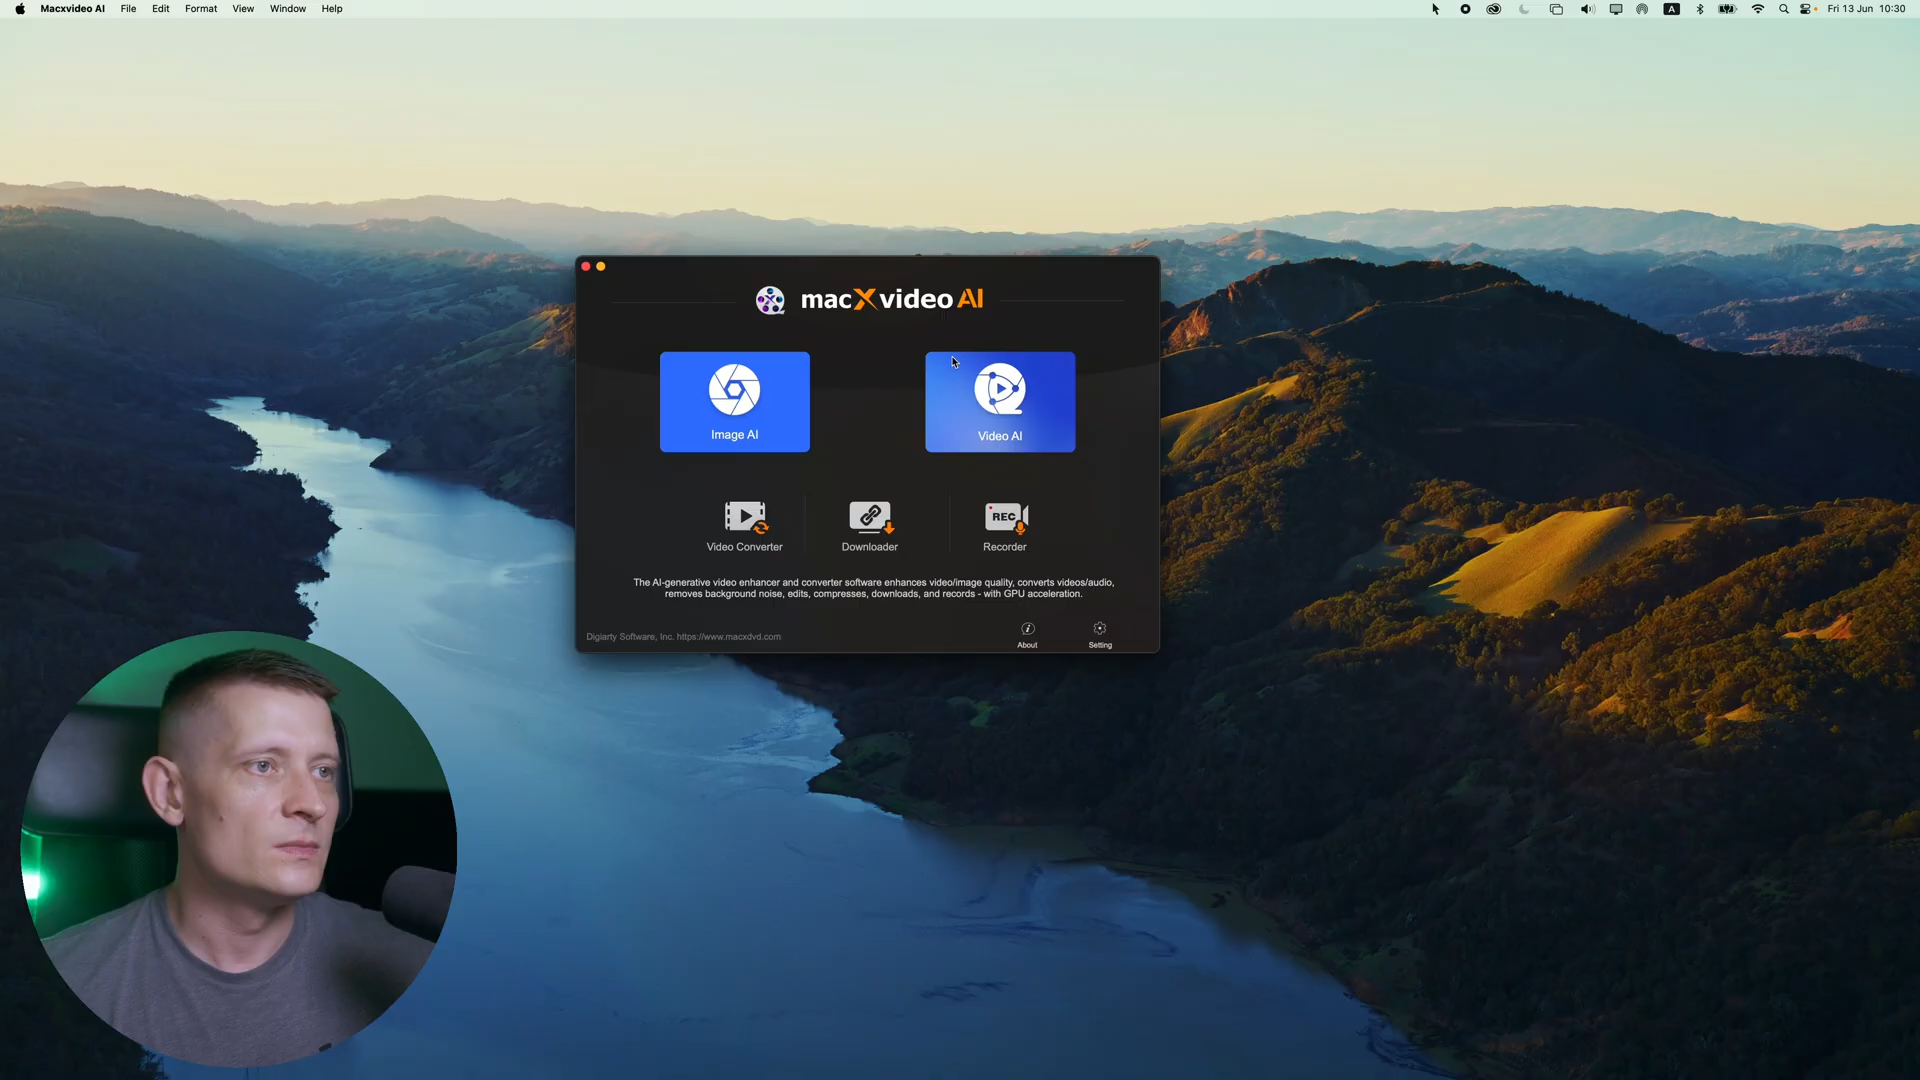 Macxvideo AI File Edit Format View Window Help
A Fri 13 Jun 10:30
macXvideo AI
Image AI
Video AI
REC
Video Converter
Downloader
Recorder
The AI-generative video enhancer and converter software enhances video/image quality, converts videos/audio,
removes background noise, edits, compresses, downloads, and records - with GPU acceleration.
Digiarty Software, Inc. https://www.macxdvd.com
About
Setting